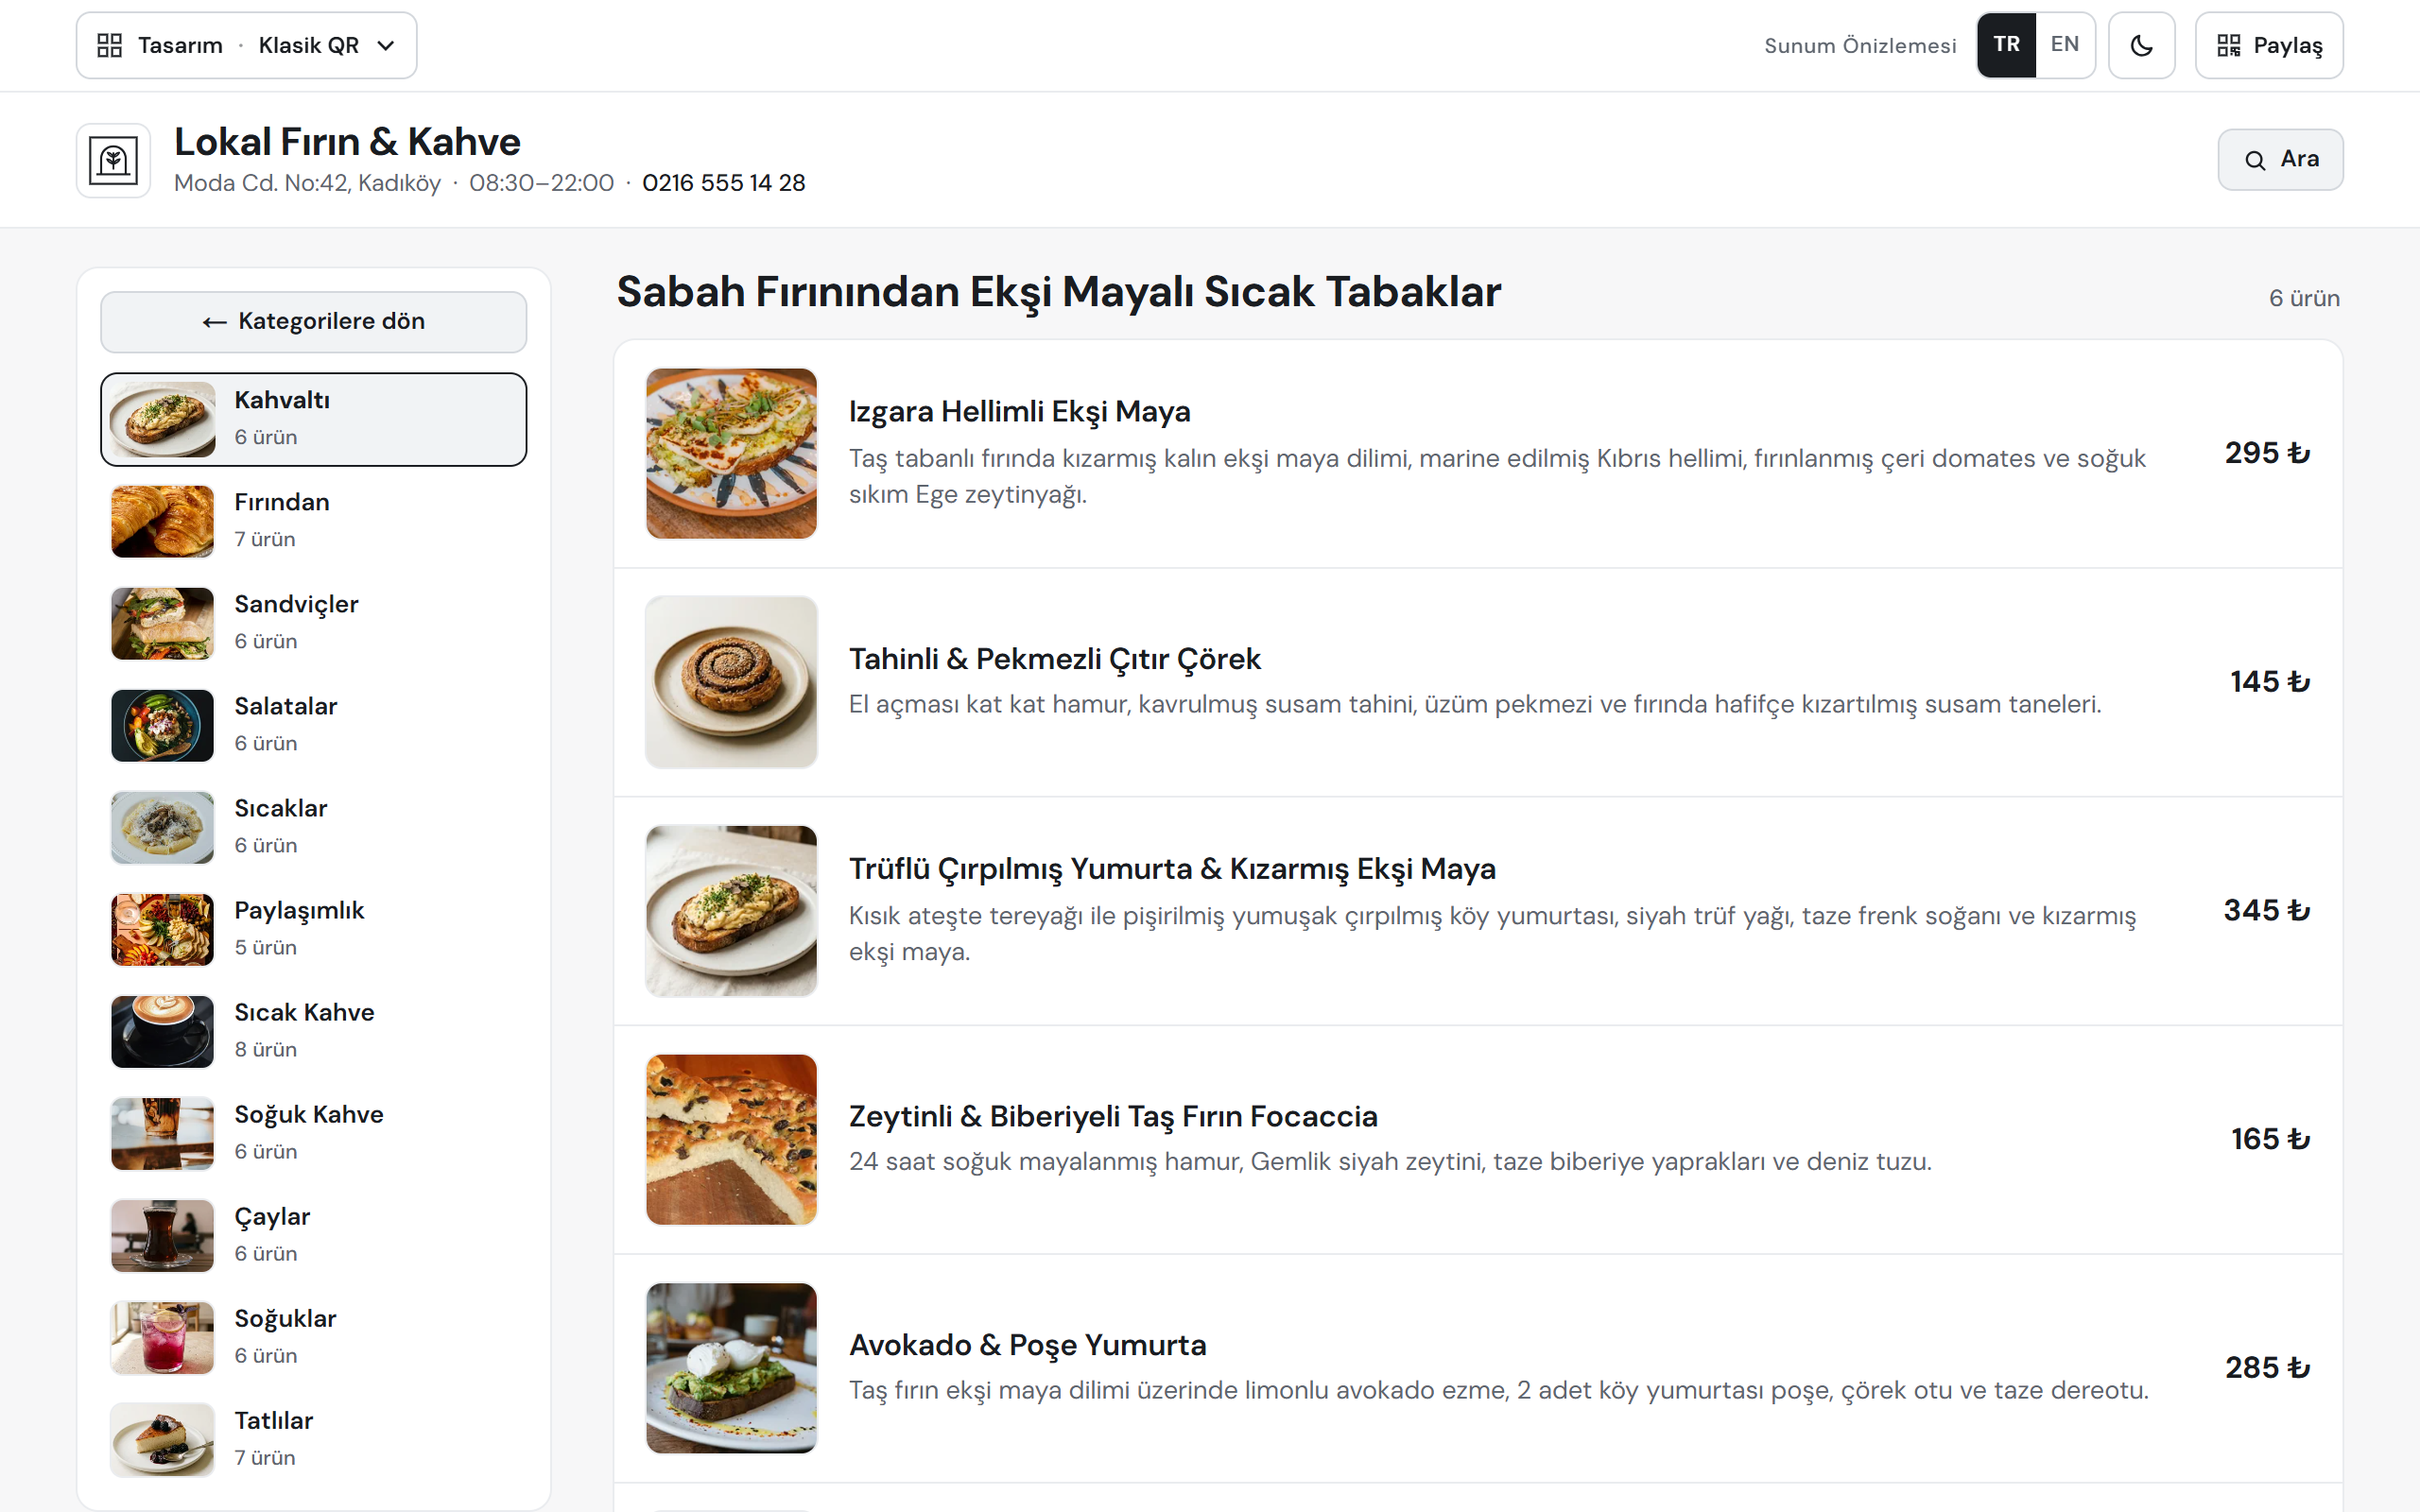 Tasarım · Klasik QR
Sunum Önizlemesi
TR
EN
Paylaş
Lokal Fırın & Kahve
Moda Cd. No:42, Kadıköy · 08:30–22:00 · 0216 555 14 28
Ara
← Kategorilere dön
Kahvaltı
6 ürün
Fırından
7 ürün
Sandviçler
6 ürün
Salatalar
6 ürün
Sıcaklar
6 ürün
Paylaşımlık
5 ürün
Sıcak Kahve
8 ürün
Soğuk Kahve
6 ürün
Çaylar
6 ürün
Soğuklar
6 ürün
Tatlılar
7 ürün
Sabah Fırınından Ekşi Mayalı Sıcak Tabaklar
6 ürün
Izgara Hellimli Ekşi Maya
Taş tabanlı fırında kızarmış kalın ekşi maya dilimi, marine edilmiş Kıbrıs hellimi, fırınlanmış çeri domates ve soğuk
sıkım Ege zeytinyağı.
295 ₺
Tahinli & Pekmezli Çıtır Çörek
El açması kat kat hamur, kavrulmuş susam tahini, üzüm pekmezi ve fırında hafifçe kızartılmış susam taneleri.
145 ₺
Trüflü Çırpılmış Yumurta & Kızarmış Ekşi Maya
Kısık ateşte tereyağı ile pişirilmiş yumuşak çırpılmış köy yumurtası, siyah trüf yağı, taze frenk soğanı ve kızarmış
ekşi maya.
345 ₺
Zeytinli & Biberiyeli Taş Fırın Focaccia
24 saat soğuk mayalanmış hamur, Gemlik siyah zeytini, taze biberiye yaprakları ve deniz tuzu.
165 ₺
Avokado & Poşe Yumurta
Taş fırın ekşi maya dilimi üzerinde limonlu avokado ezme, 2 adet köy yumurtası poşe, çörek otu ve taze dereotu.
285 ₺